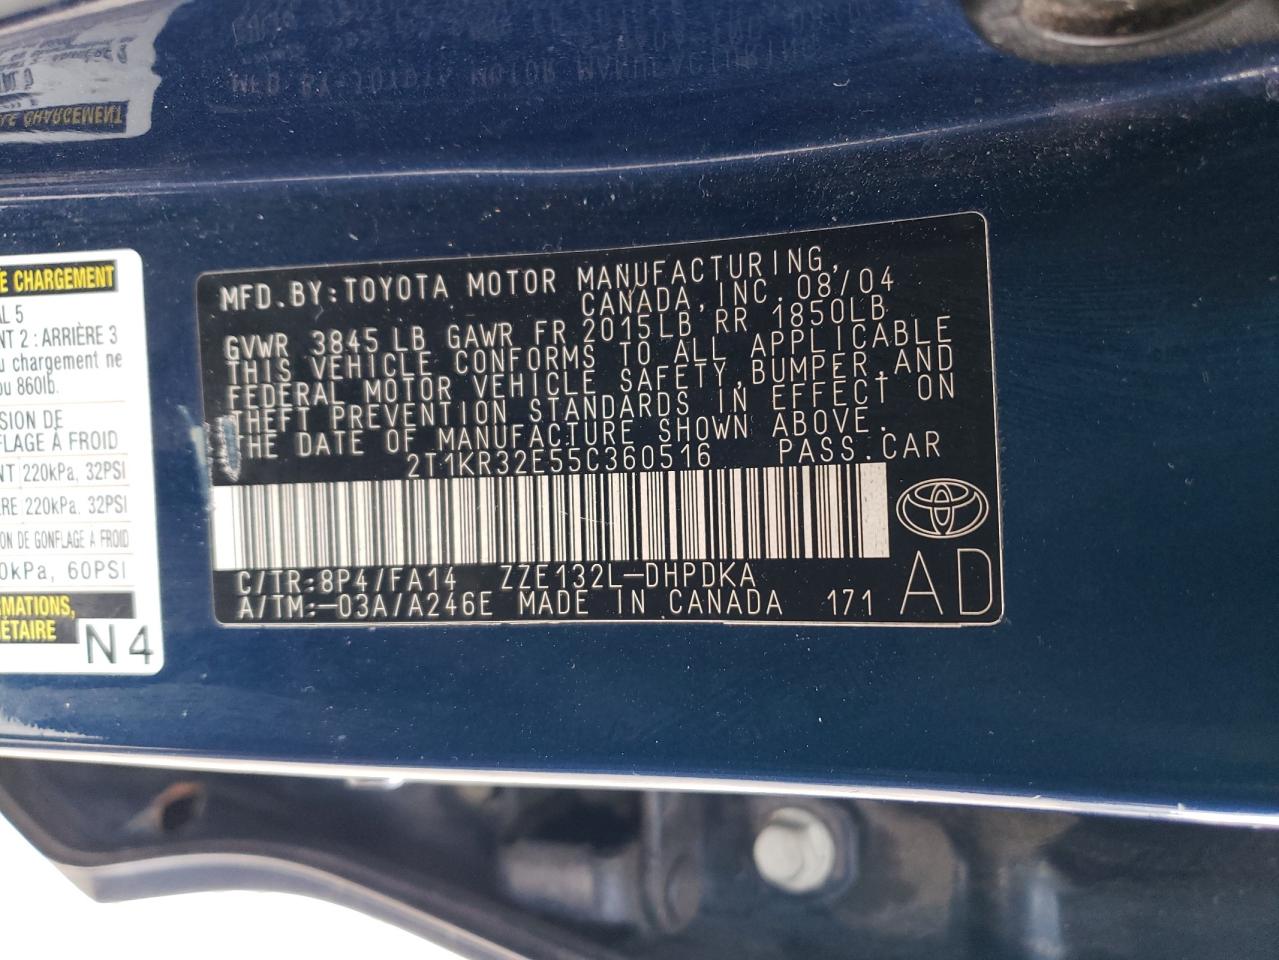 E CHARGEMENT
AL 5
NT 2 : ARRIÈRE 3
u chargement ne
ou 860lb.
SION DE
FLAGE À FROID
NT 220kPa, 32PSI
ERE 220kPa, 32PSI
ON DE GONFLAGE À FROID
0kPa, 60PSI
RMATIONS,
ÉTAIRE
N4
MFD.BY:TOYOTA MOTOR MANUFACTURING,
CANADA,INC. 08/04
GVWR 3845 LB GAWR FR 2015LB RR 1850LB
THIS VEHICLE CONFORMS TO ALL APPLICABLE
FEDERAL MOTOR VEHICLE SAFETY,BUMPER,AND
THEFT PREVENTION STANDARDS IN EFFECT ON
THE DATE OF MANUFACTURE SHOWN ABOVE.
2T1KR32E55C360516 PASS.CAR
C/TR:8P4/FA14 ZZE132L-DHPDKA
A/TM:-03A/A246E MADE IN CANADA 171
AD